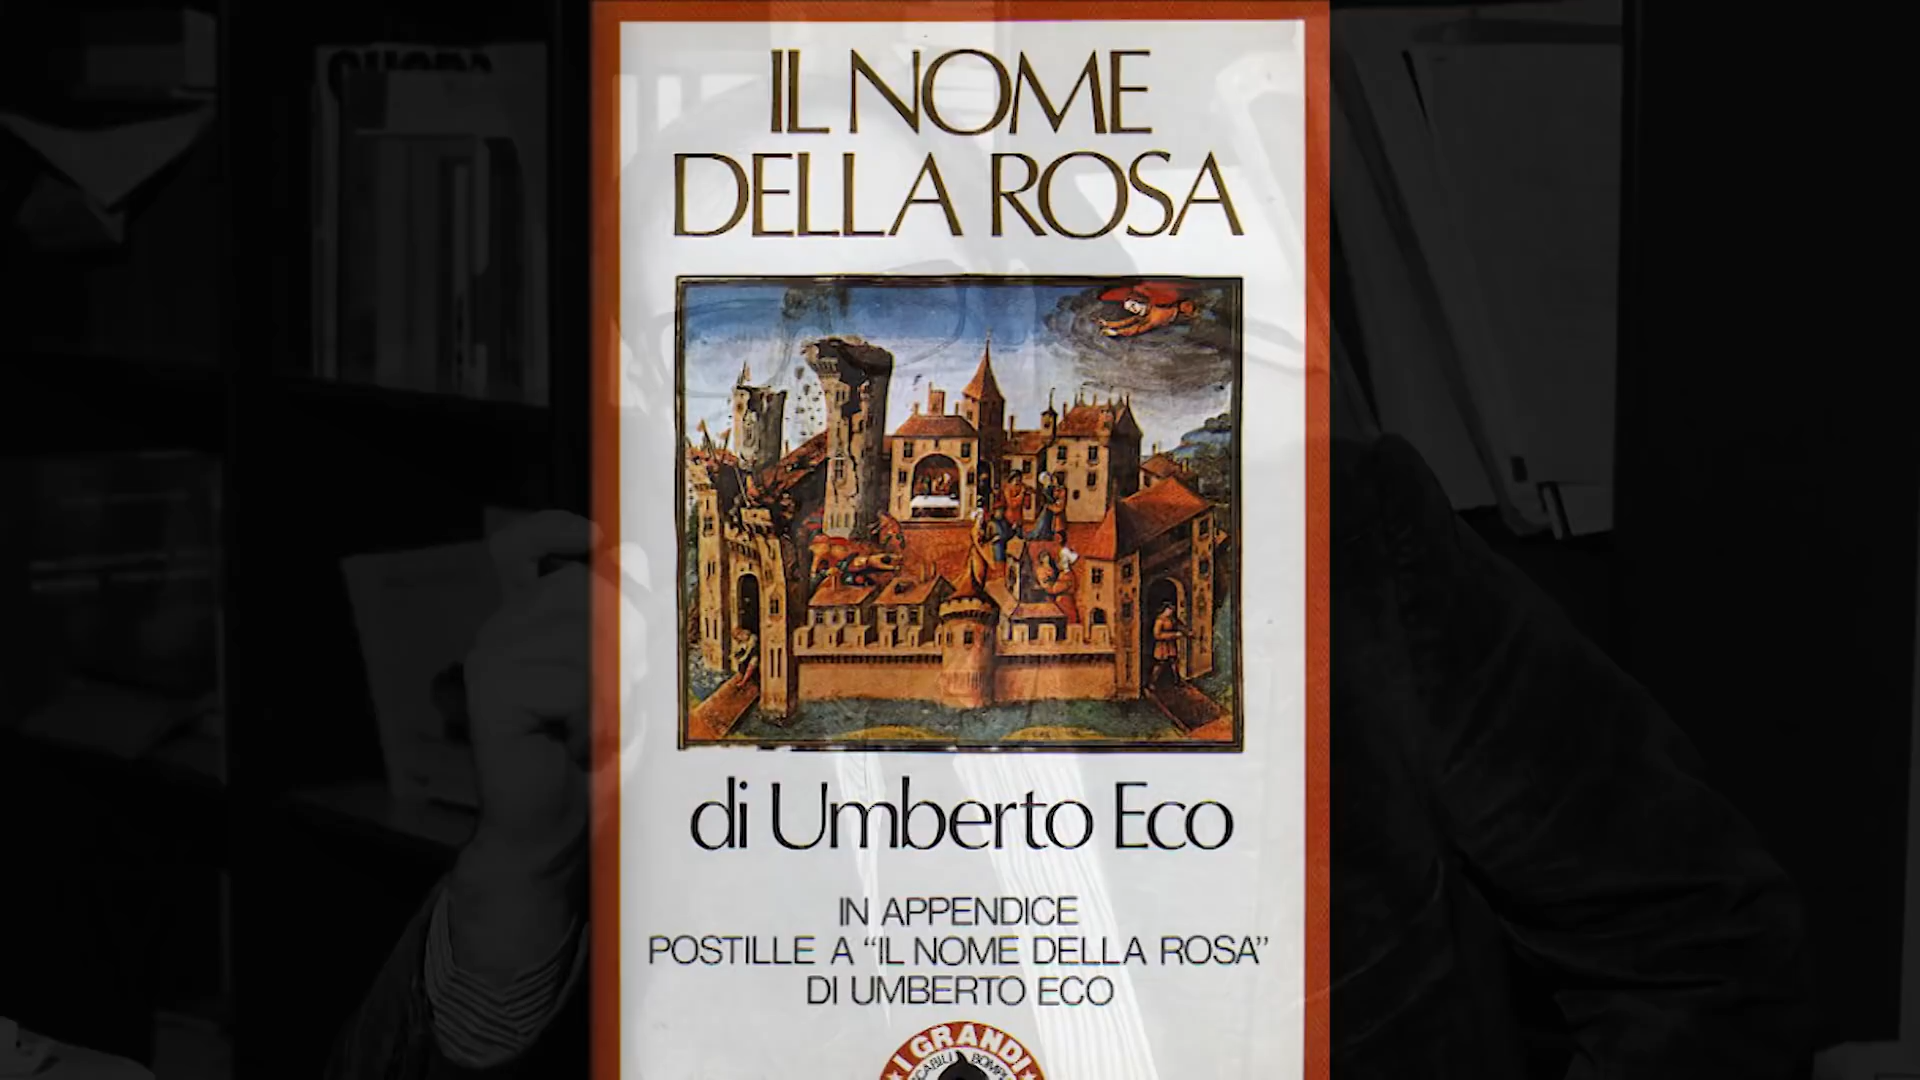 IL NOME
DELLA ROSA
di Umberto Eco
IN APPENDICE
POSTILLE A “IL NOME DELLA ROSA”
DI UMBERTO ECO
I GRANDI